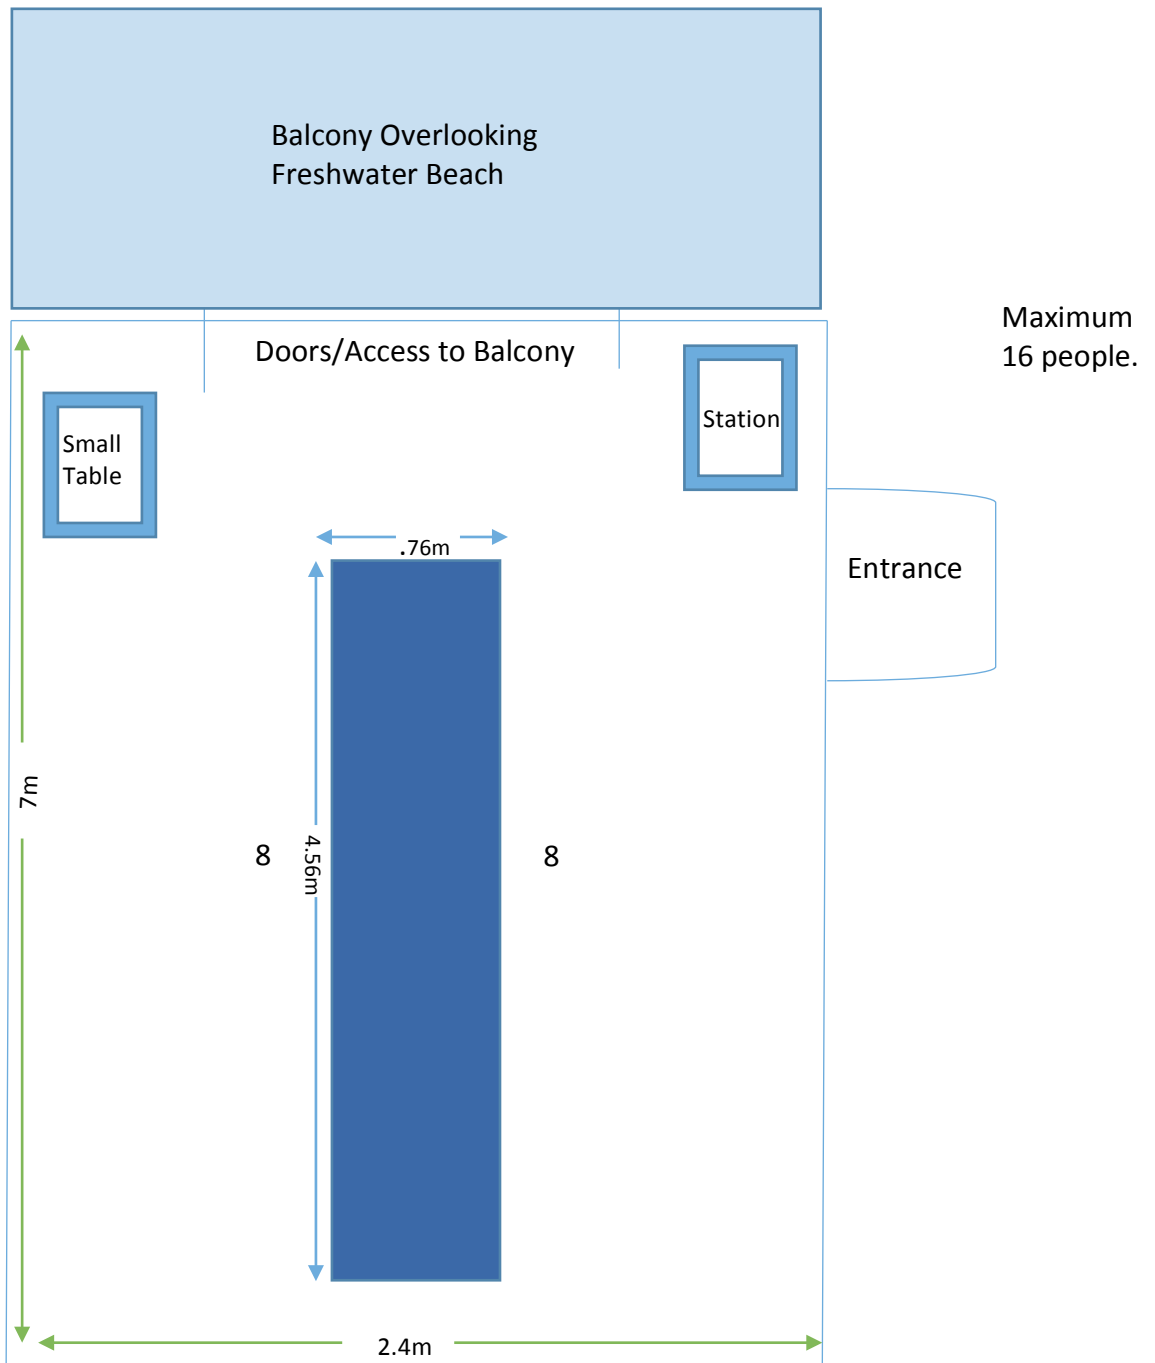 Balcony Overlooking
Freshwater Beach
Maximum
16 people.
Doors/Access to Balcony
Station
Small
Table
.76m
Entrance
7m
8
4.56m
8
2.4m